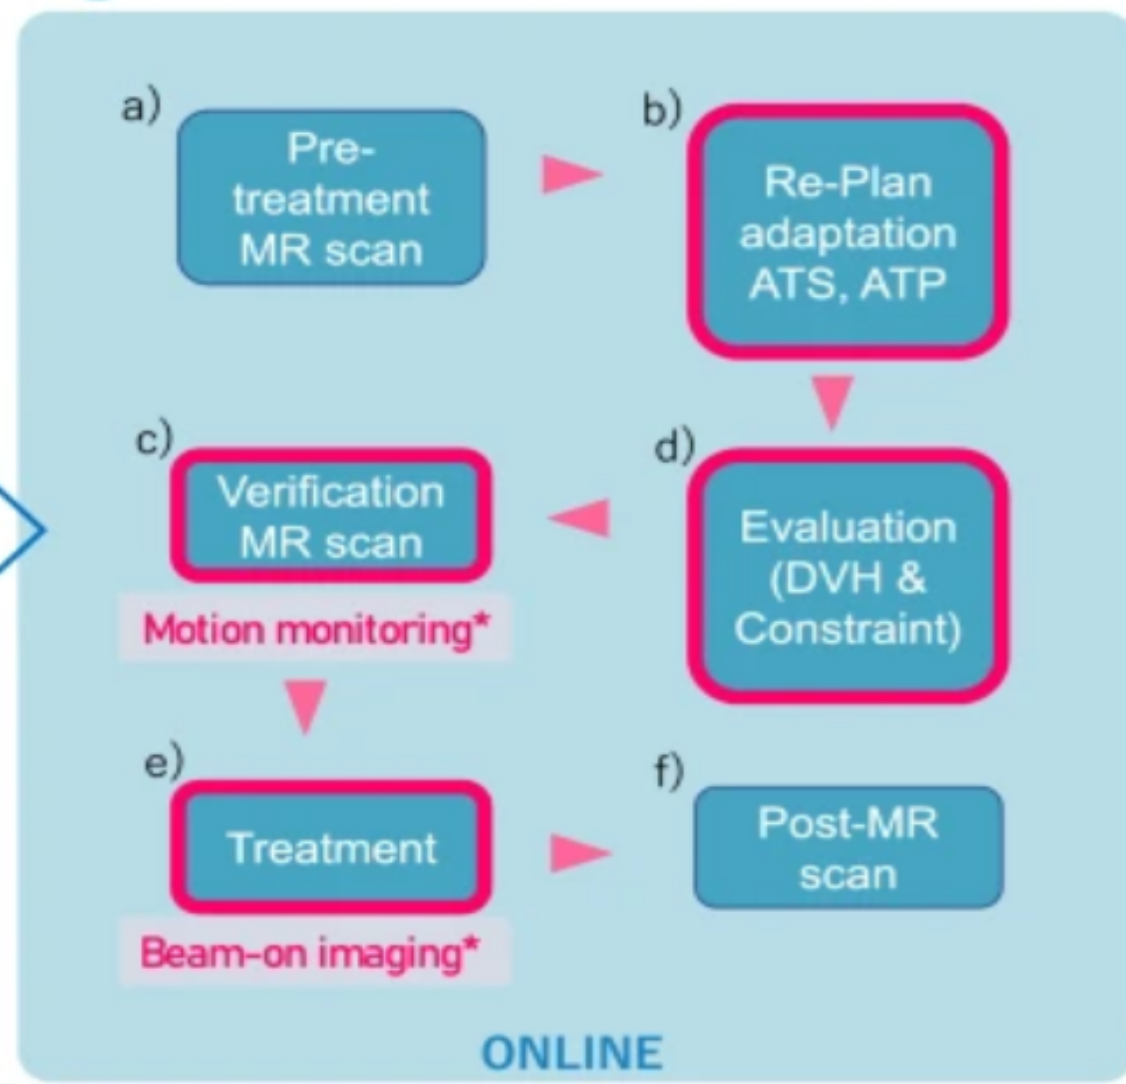 a)
Pre-
treatment
MR scan
b)
Re-Plan
adaptation
ATS, ATP
c)
Verification
MR scan
Motion monitoring*
d)
Evaluation
(DVH &
Constraint)
e)
Treatment
Beam-on imaging*
f)
Post-MR
scan
ONLINE